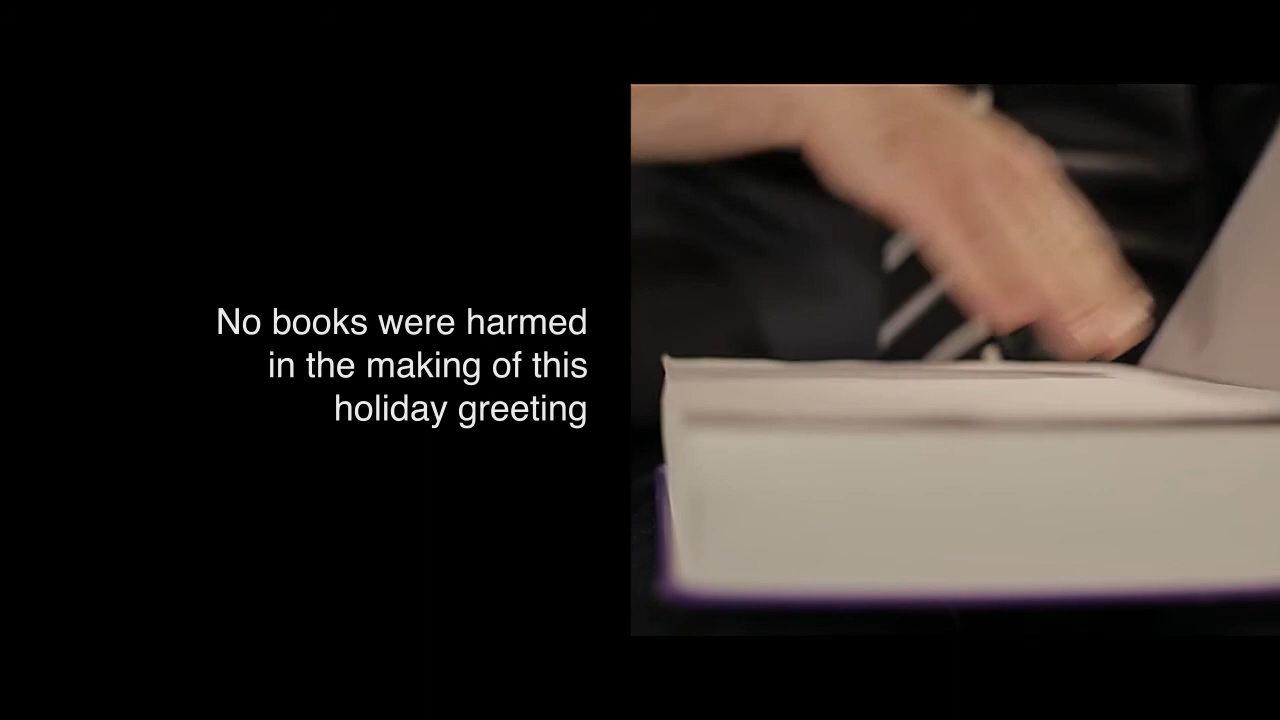 No books were harmed
in the making of this
holiday greeting